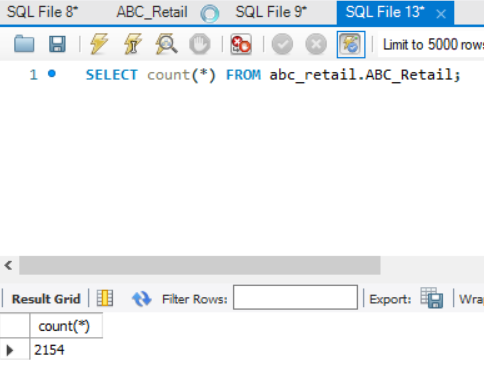 SQL File 8* ABC_Retail SQL File 9* SQL File 13* ×
Limit to 5000 rows
1 SELECT count(*) FROM abc_retail.ABC_Retail;
Result Grid Filter Rows: Export: Wrap
count(*)
2154